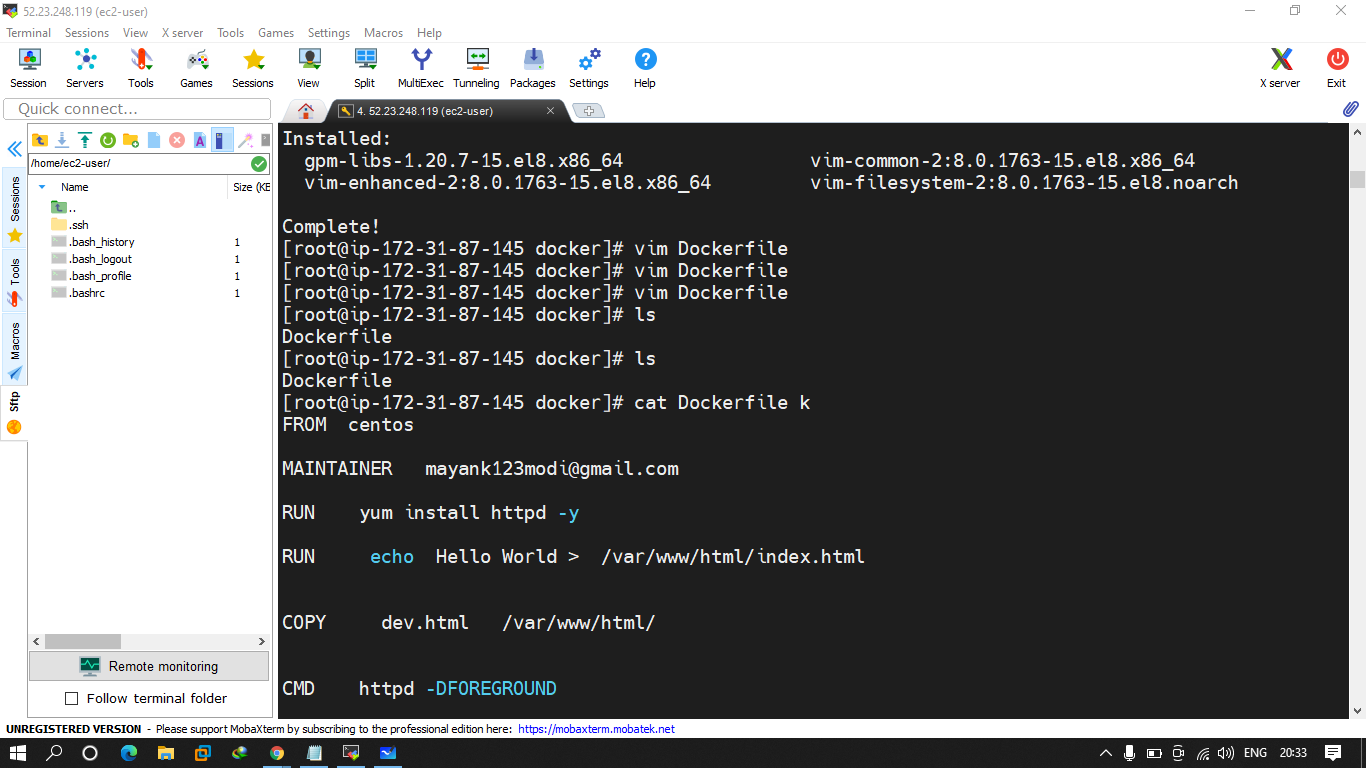 52.23.248.119 (ec2-user)
Terminal Sessions View X server Tools Games Settings Macros Help
Session Servers Tools Games Sessions View Split MultiExec Tunneling Packages Settings Help X server Exit
Quick connect...
4. 52.23.248.119 (ec2-user)
/home/ec2-user/
Name Size (KB
..
.ssh
.bash_history 1
.bash_logout 1
.bash_profile 1
.bashrc 1
Sessions
Tools
Macros
Sftp
Remote monitoring
Follow terminal folder
Installed:
gpm-libs-1.20.7-15.el8.x86_64 vim-common-2:8.0.1763-15.el8.x86_64
vim-enhanced-2:8.0.1763-15.el8.x86_64 vim-filesystem-2:8.0.1763-15.el8.noarch
Complete!
[root@ip-172-31-87-145 docker]# vim Dockerfile
[root@ip-172-31-87-145 docker]# vim Dockerfile
[root@ip-172-31-87-145 docker]# vim Dockerfile
[root@ip-172-31-87-145 docker]# ls
Dockerfile
[root@ip-172-31-87-145 docker]# ls
Dockerfile
[root@ip-172-31-87-145 docker]# cat Dockerfile k
FROM centos
MAINTAINER mayank123modi@gmail.com
RUN yum install httpd -y
RUN echo Hello World > /var/www/html/index.html
COPY dev.html /var/www/html/
CMD httpd -DFOREGROUND
UNREGISTERED VERSION - Please support MobaXterm by subscribing to the professional edition here: https://mobaxterm.mobatek.net
ENG 20:33